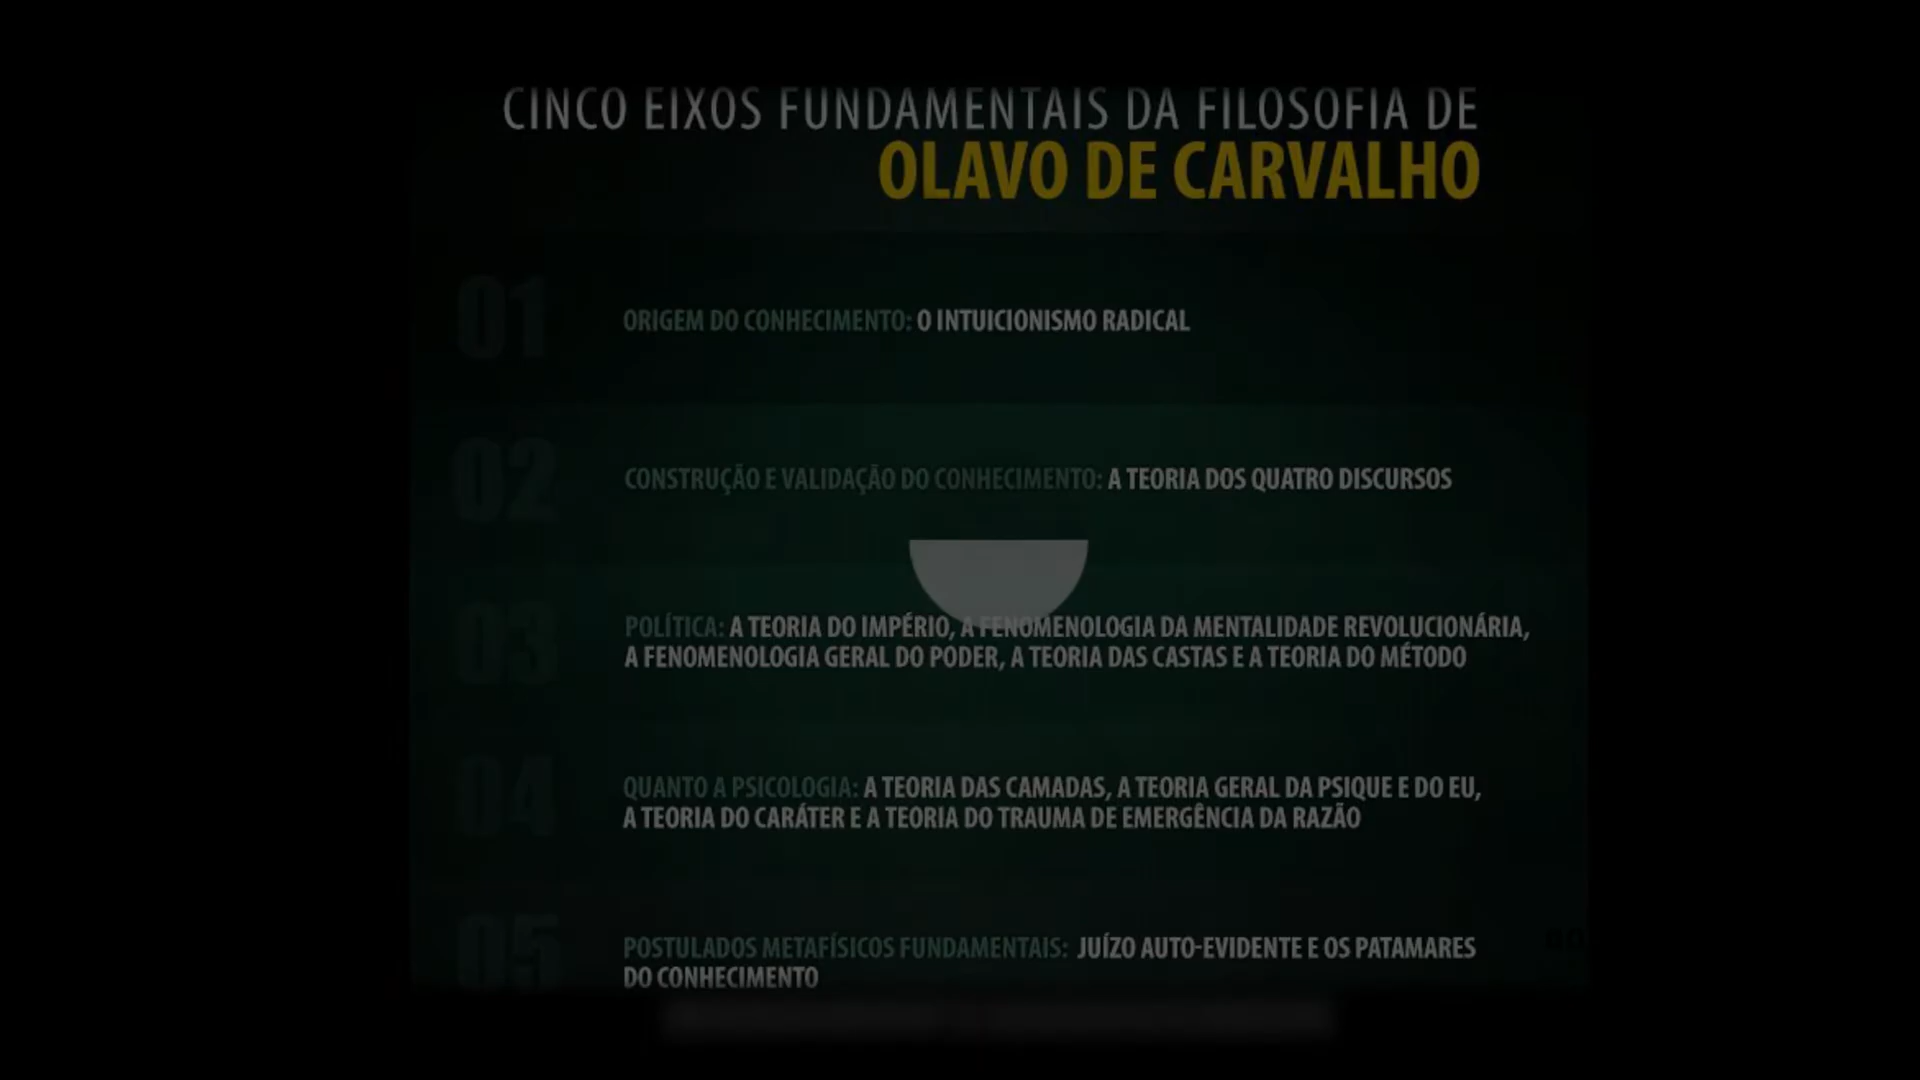 CINCO EIXOS FUNDAMENTAIS DA FILOSOFIA DE
OLAVO DE CARVALHO
01
ORIGEM DO CONHECIMENTO: O INTUICIONISMO RADICAL
02
CONSTRUÇÃO E VALIDAÇÃO DO CONHECIMENTO: A TEORIA DOS QUATRO DISCURSOS
03
POLÍTICA: A TEORIA DO IMPÉRIO, A FENOMENOLOGIA DA MENTALIDADE REVOLUCIONÁRIA,
A FENOMENOLOGIA GERAL DO PODER, A TEORIA DAS CASTAS E A TEORIA DO MÉTODO
04
QUANTO A PSICOLOGIA: A TEORIA DAS CAMADAS, A TEORIA GERAL DA PSIQUE E DO EU,
A TEORIA DO CARÁTER E A TEORIA DO TRAUMA DE EMERGÊNCIA DA RAZÃO
05
POSTULADOS METAFÍSICOS FUNDAMENTAIS: JUÍZO AUTO-EVIDENTE E OS PATAMARES
DO CONHECIMENTO